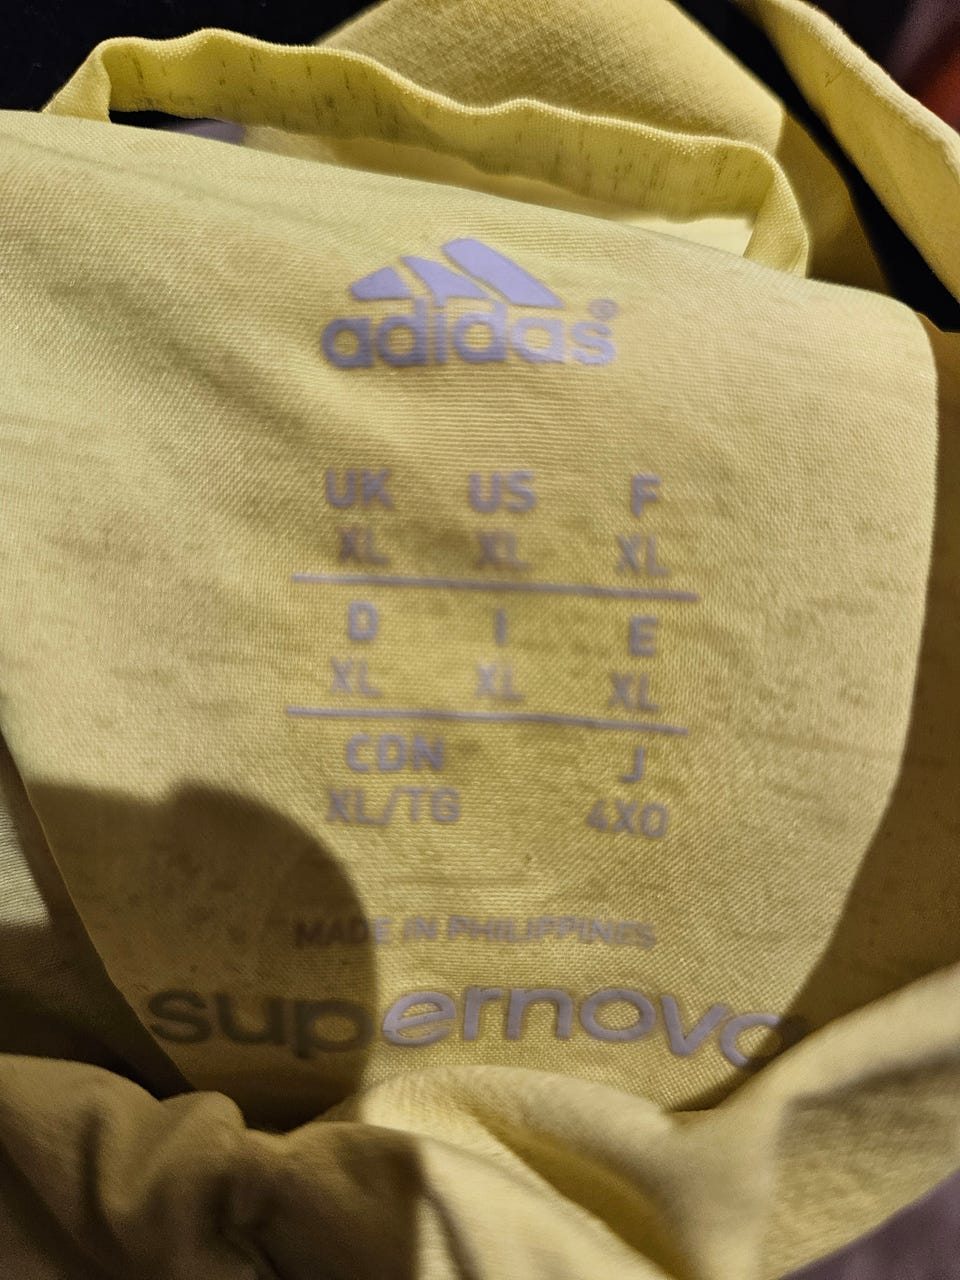 adidas®
UK US F
XL XL XL
D I E
XL XL XL
CDN J
XL/TG 4XO
MADE IN PHILIPPINES
supernova